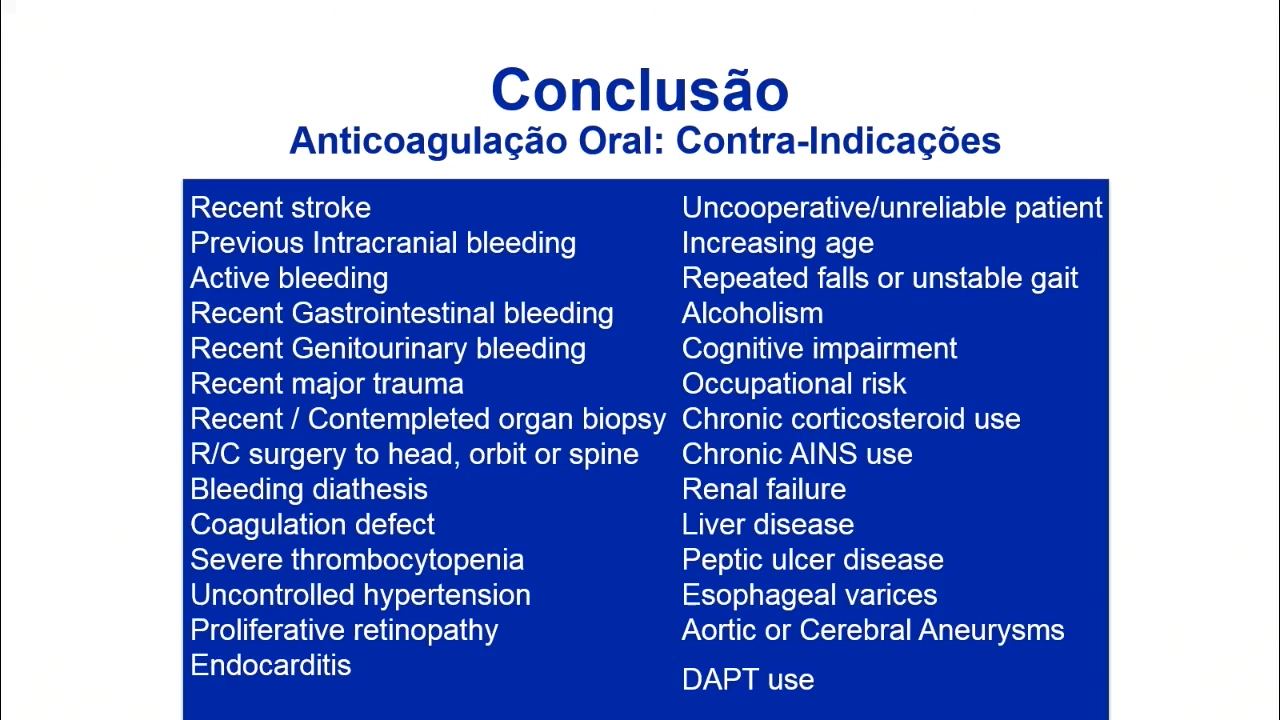 Conclusão
Anticoagulação Oral: Contra-Indicações
Recent stroke
Previous Intracranial bleeding
Active bleeding
Recent Gastrointestinal bleeding
Recent Genitourinary bleeding
Recent major trauma
Recent / Contempleted organ biopsy
R/C surgery to head, orbit or spine
Bleeding diathesis
Coagulation defect
Severe thrombocytopenia
Uncontrolled hypertension
Proliferative retinopathy
Endocarditis
Uncooperative/unreliable patient
Increasing age
Repeated falls or unstable gait
Alcoholism
Cognitive impairment
Occupational risk
Chronic corticosteroid use
Chronic AINS use
Renal failure
Liver disease
Peptic ulcer disease
Esophageal varices
Aortic or Cerebral Aneurysms
DAPT use